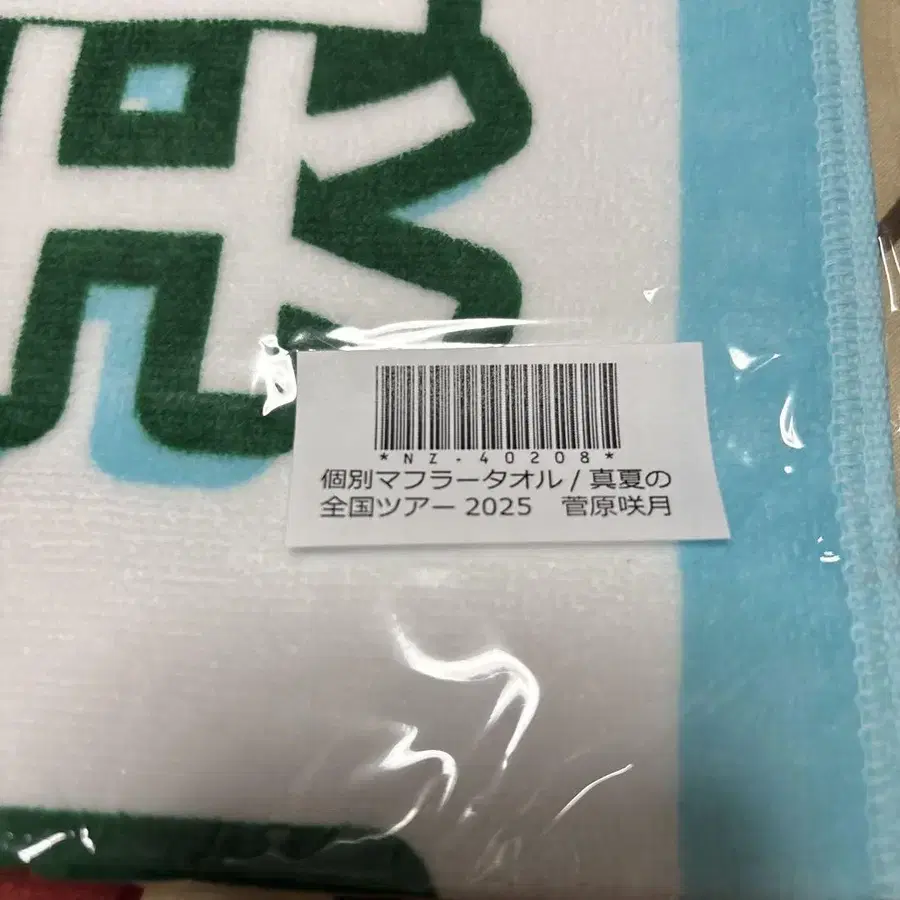 *NZ-40208*
個別マフラータオル / 真夏の
全国ツアー 2025　菅原咲月